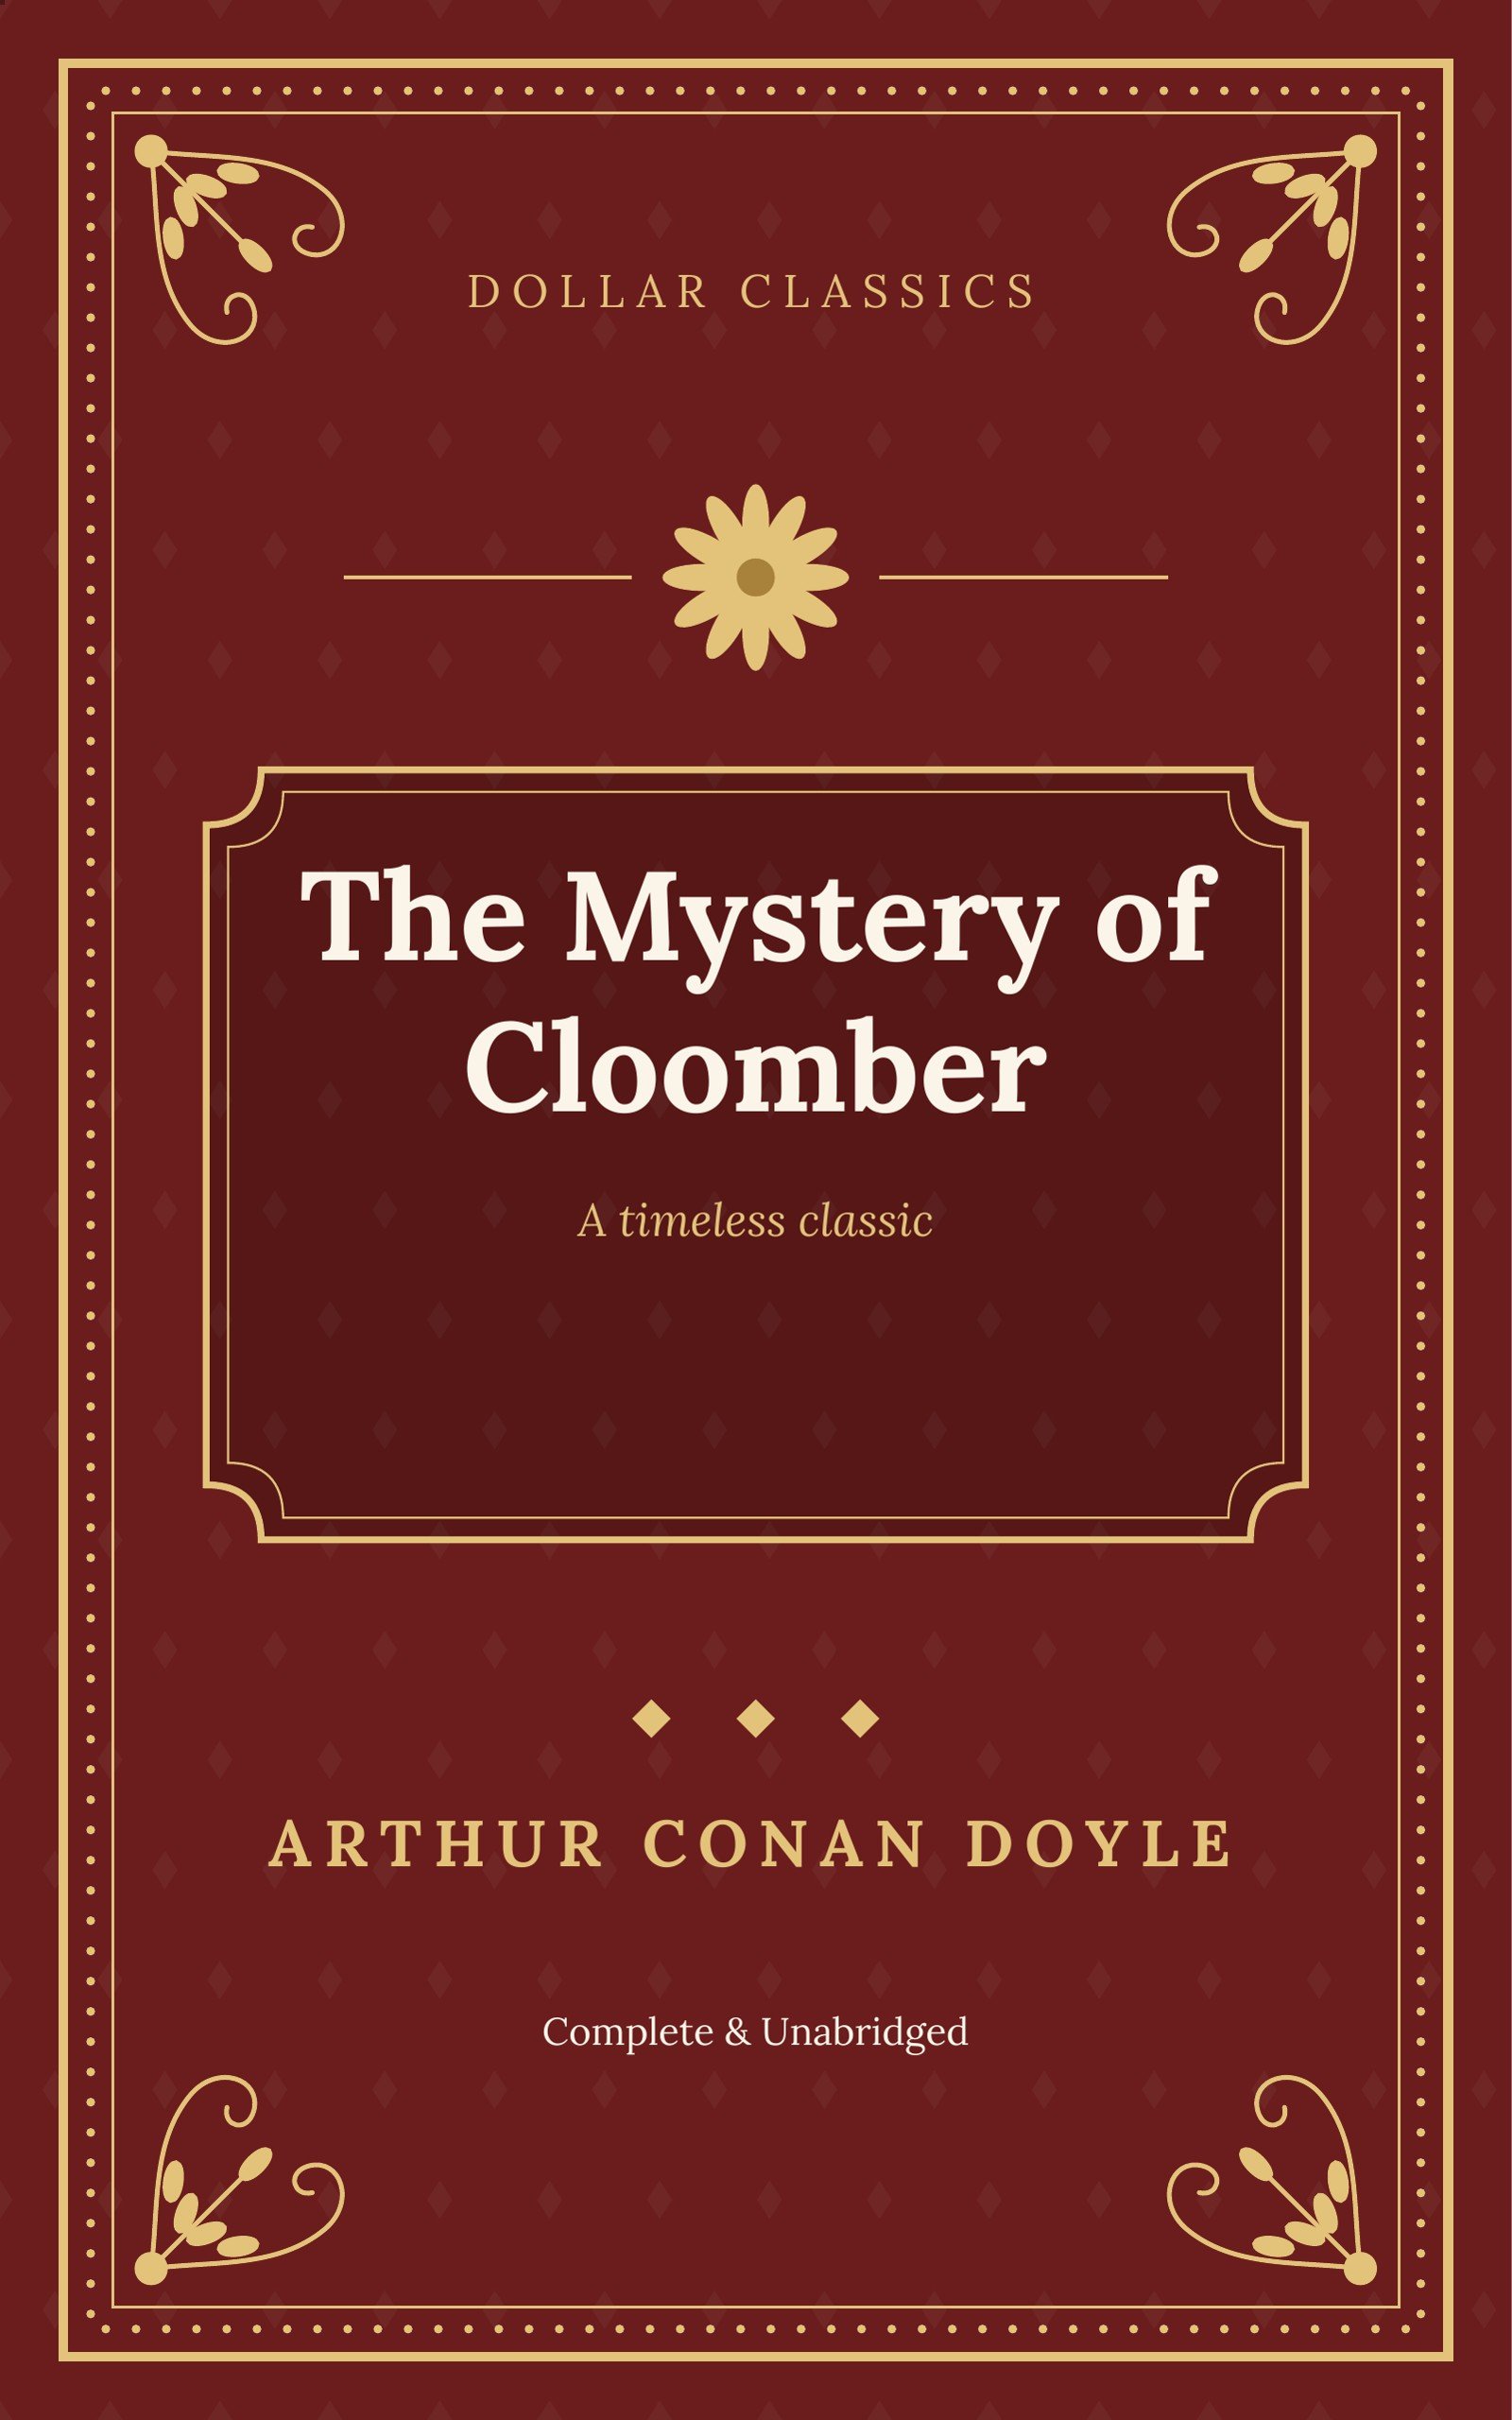 DOLLAR CLASSICS
The Mystery of
Cloomber
A timeless classic
ARTHUR CONAN DOYLE
Complete & Unabridged